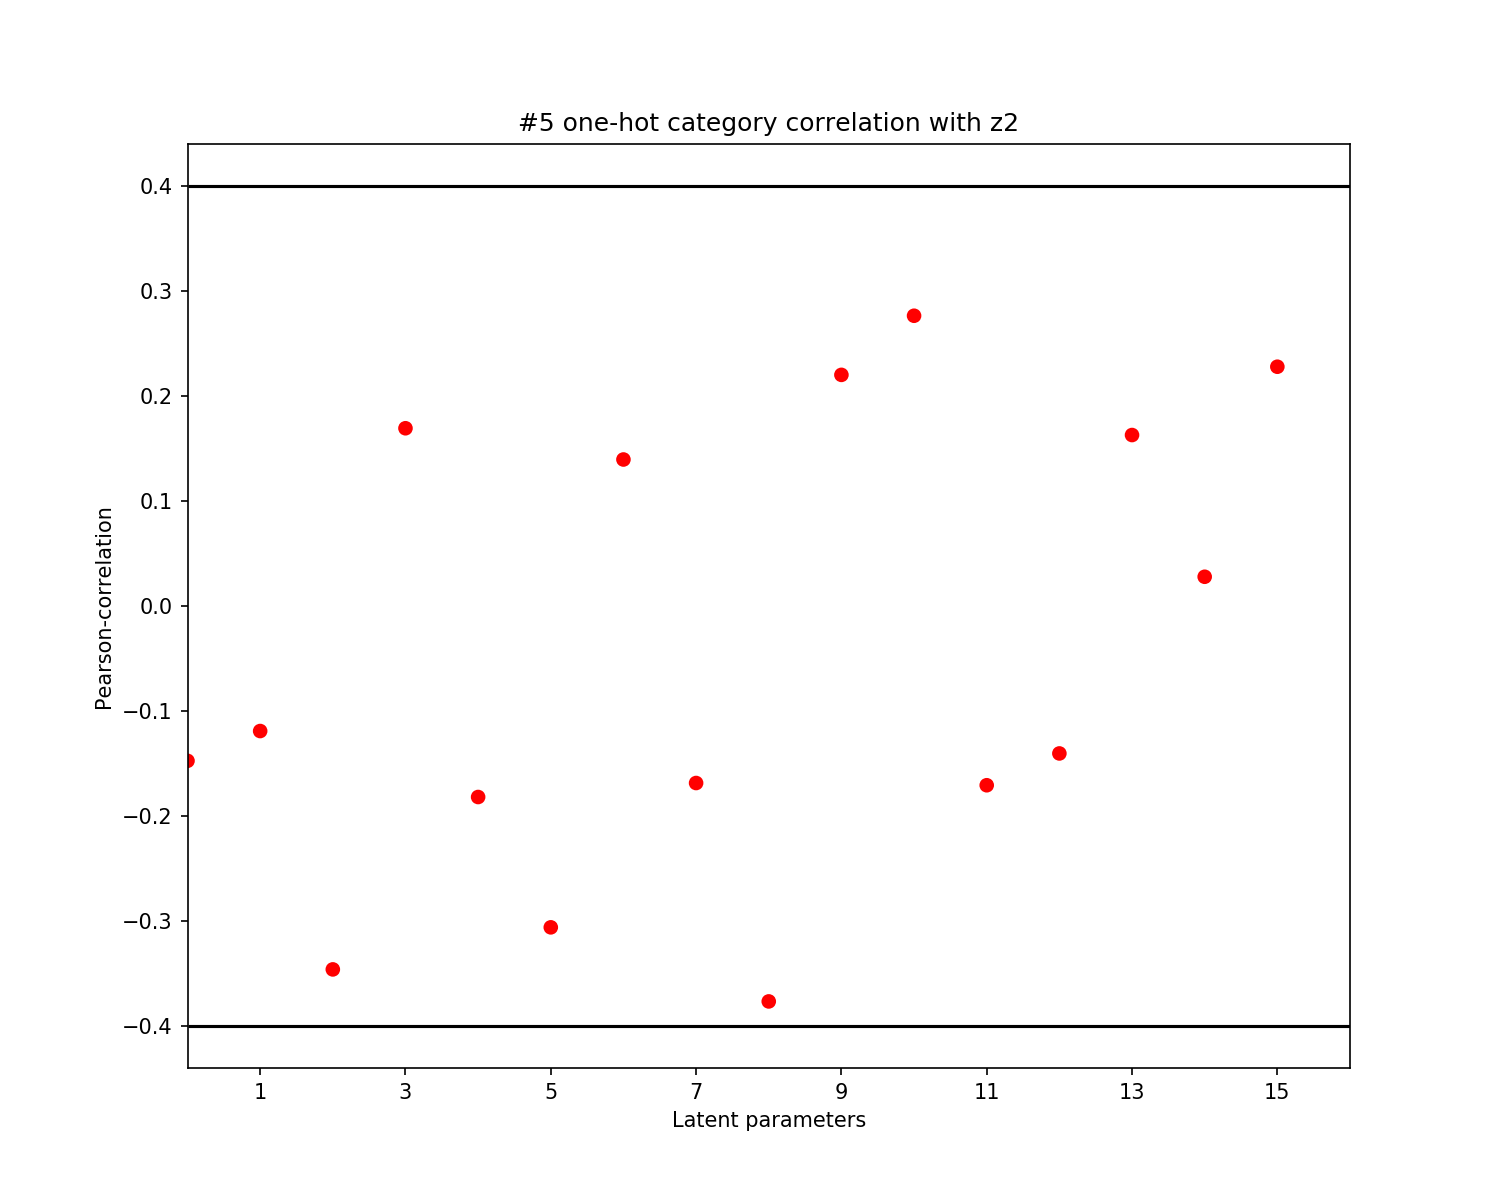 #5 one-hot category correlation with z2
0.4
0.3
0.2
0.1
0.0
−0.1
−0.2
−0.3
−0.4
Pearson-correlation
1 3 5 7 9 11 13 15
Latent parameters